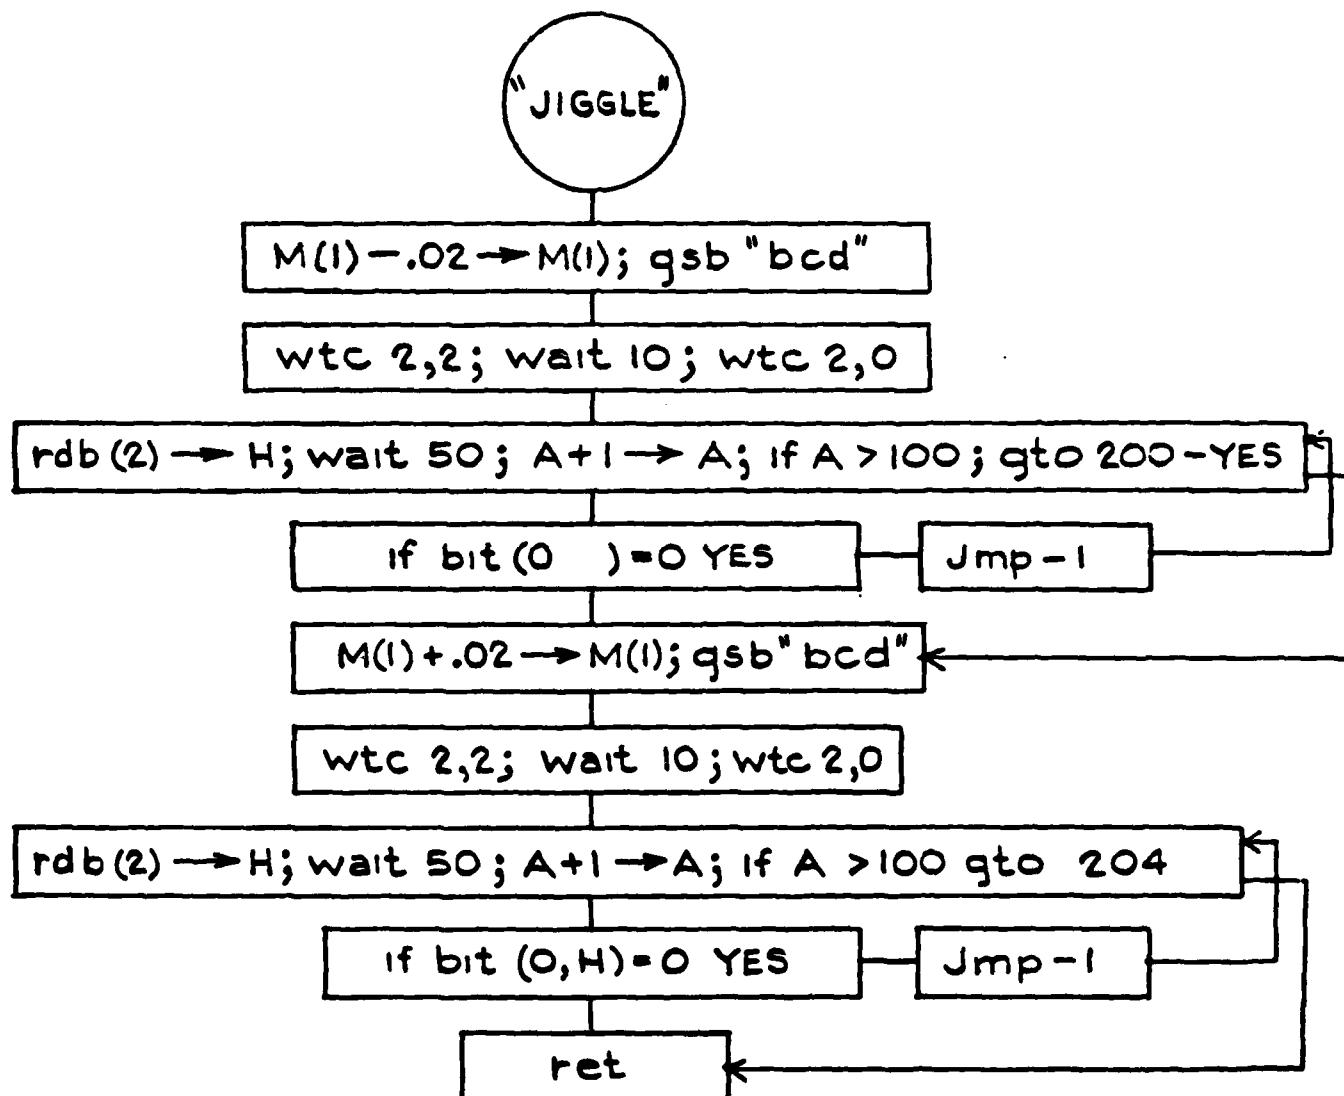 "JIGGLE"
M(1)-.02→M(1); gsb "bcd"
wtc 2,2; wait 10; wtc 2,0
rdb(2)→H; wait 50; A+1→A; if A>100; gto 200-YES
if bit(0 )=0 YES
Jmp-1
M(1)+.02→M(1); gsb"bcd"
wtc 2,2; wait 10; wtc 2,0
rdb(2)→H; wait 50; A+1→A; if A>100 gto 204
if bit (0,H)=0 YES
Jmp-1
ret